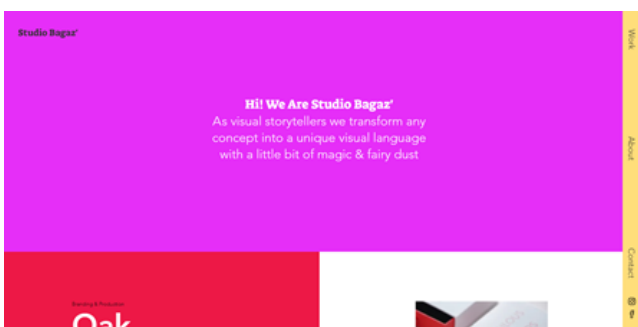 Studio Bagaz'
Work
Hi! We Are Studio Bagaz'
As visual storytellers we transform any
concept into a unique visual language
with a little bit of magic & fairy dust
About
Contact
Branding & Production
Oak